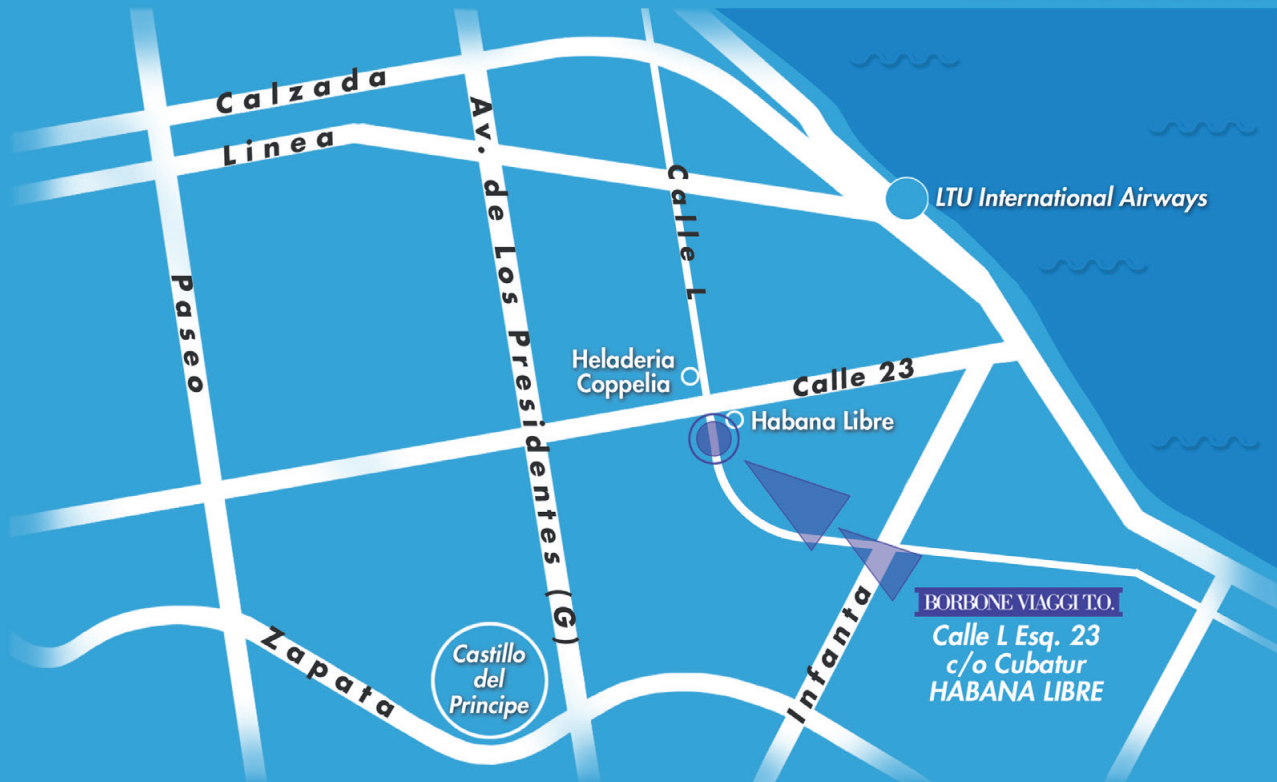 Calzada
Linea
Av. de Los Presidentes (G)
Calle L
LTU International Airways
Paseo
Heladeria
Coppelia
Calle 23
Habana Libre
BORBONE VIAGGI T.O.
Calle L Esq. 23
c/o Cubatur
HABANA LIBRE
Infanta
Zapata
Castillo
del
Principe